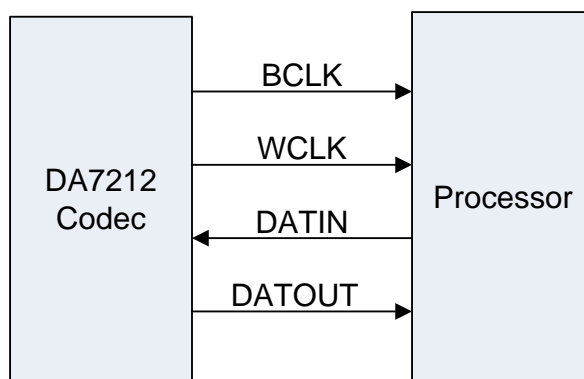 DA7212
Codec
BCLK
WCLK
DATIN
DATOUT
Processor